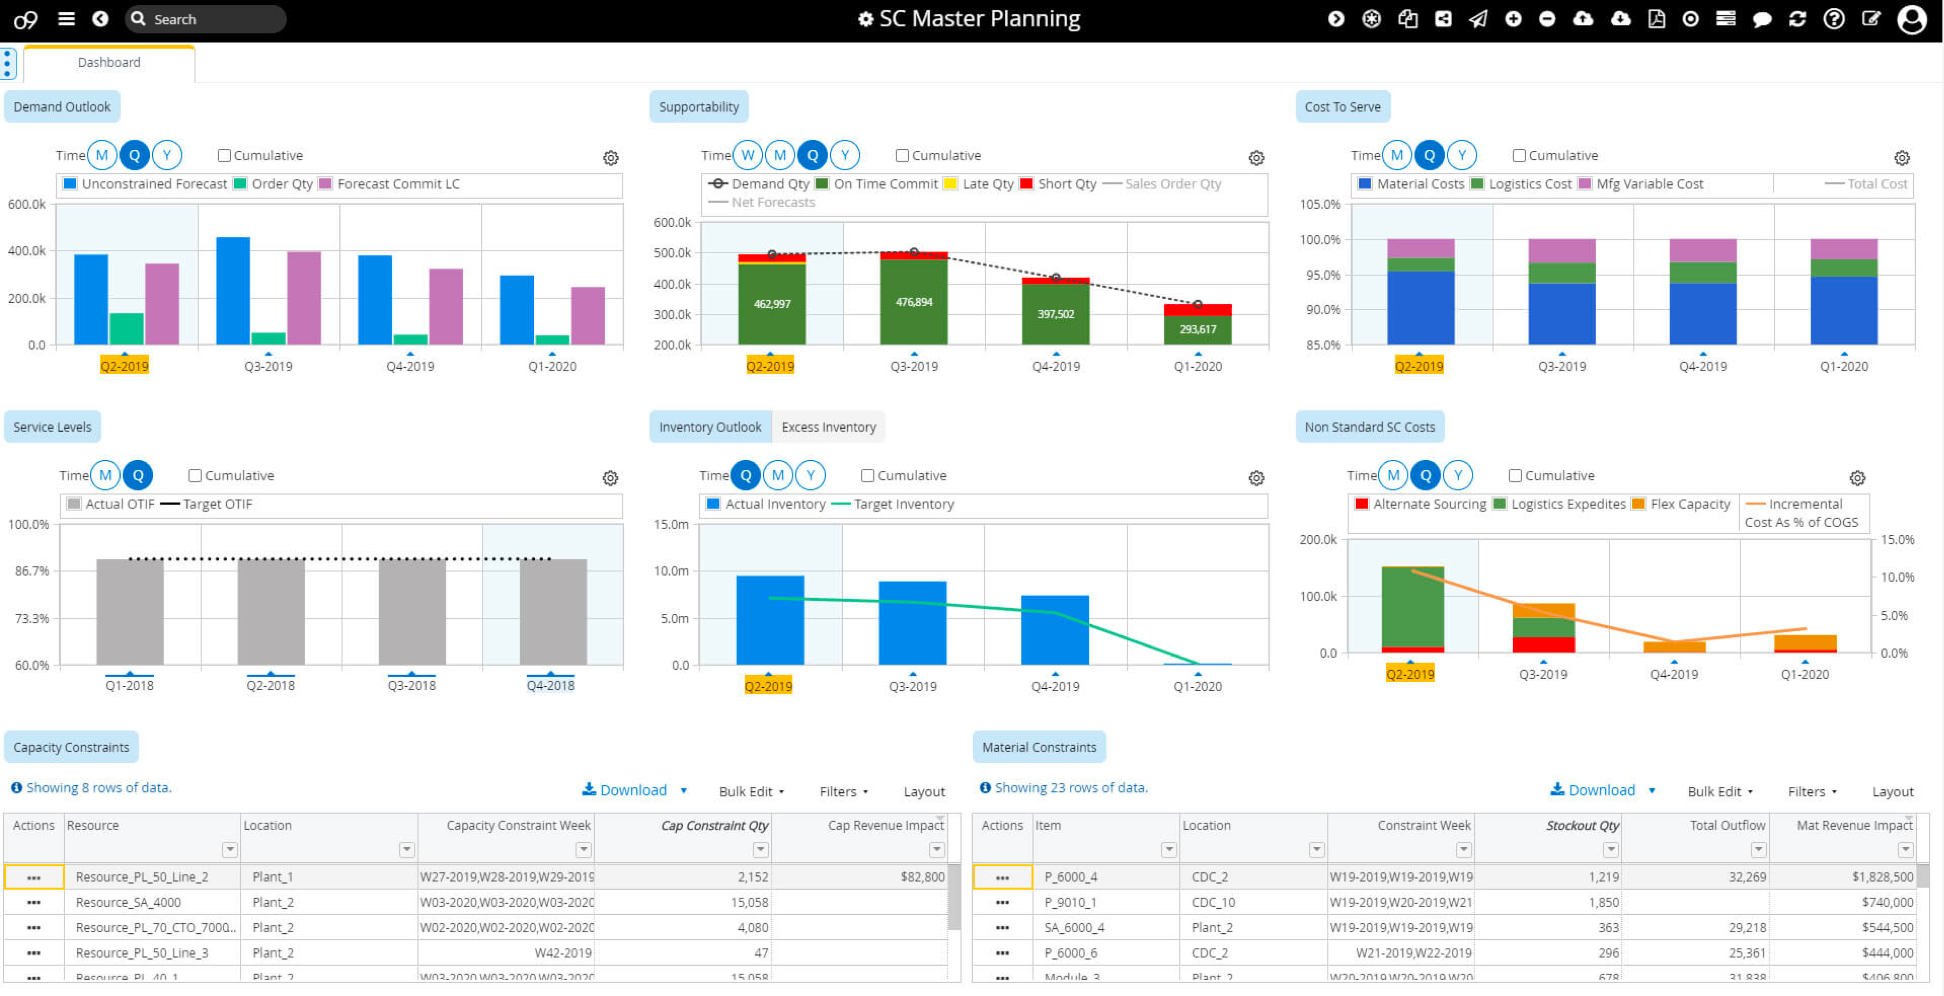 o9 Search SC Master Planning
Dashboard
Demand Outlook
Time M Q Y Cumulative
Unconstrained Forecast Order Qty Forecast Commit LC
600.0k
400.0k
200.0k
0.0
Q2-2019 Q3-2019 Q4-2019 Q1-2020
Supportability
Time W M Q Y Cumulative
Demand Qty On Time Commit Late Qty Short Qty Sales Order Qty
Net Forecasts
600.0k
500.0k
400.0k
300.0k
200.0k
462,997 476,894 397,502 293,617
Q2-2019 Q3-2019 Q4-2019 Q1-2020
Cost To Serve
Time M Q Y Cumulative
Material Costs Logistics Cost Mfg Variable Cost Total Cost
105.0%
100.0%
95.0%
90.0%
85.0%
Q2-2019 Q3-2019 Q4-2019 Q1-2020
Service Levels
Time M Q Cumulative
Actual OTIF Target OTIF
100.0%
86.7%
73.3%
60.0%
Q1-2018 Q2-2018 Q3-2018 Q4-2018
Inventory Outlook Excess Inventory
Time Q M Y Cumulative
Actual Inventory Target Inventory
15.0m
10.0m
5.0m
0.0
Q2-2019 Q3-2019 Q4-2019 Q1-2020
Non Standard SC Costs
Time M Q Y Cumulative
Alternate Sourcing Logistics Expedites Flex Capacity Incremental
Cost As % of COGS
200.0k 15.0%
10.0%
100.0k
5.0%
0.0 0.0%
Q2-2019 Q3-2019 Q4-2019 Q1-2020
Capacity Constraints
Showing 8 rows of data. Download Bulk Edit Filters Layout
Actions Resource Location Capacity Constraint Week Cap Constraint Qty Cap Revenue Impact
... Resource_PL_50_Line_2 Plant_1 W27-2019,W28-2019,W29-2019 2,152 $82,800
... Resource_SA_4000 Plant_2 W03-2020,W03-2020,W03-2020 15,058
... Resource_PL_70_CTO_7000... Plant_2 W02-2020,W02-2020,W02-2020 4,080
... Resource_PL_50_Line_3 Plant_2 W42-2019 47
... Resource_PL_40_1 Plant_2 W03-2020,W03-2020,W03-2020 15,058
Material Constraints
Showing 23 rows of data. Download Bulk Edit Filters Layout
Actions Item Location Constraint Week Stockout Qty Total Outflow Mat Revenue Impact
... P_6000_4 CDC_2 W19-2019,W19-2019,W19 1,219 32,269 $1,828,500
... P_9010_1 CDC_10 W19-2019,W20-2019,W21 1,850 $740,000
... SA_6000_4 Plant_2 W19-2019,W19-2019,W19 363 29,218 $544,500
... P_6000_6 CDC_2 W21-2019,W22-2019 296 25,361 $444,000
... Module_3 Plant_2 W20-2019,W20-2019,W20 678 31,838 $406,800